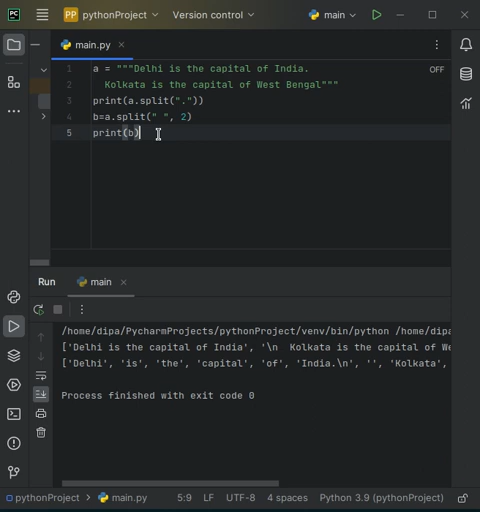 PC PP pythonProject Version control main
main.py
1 a = """Delhi is the capital of India. OFF
2 Kolkata is the capital of West Bengal"""
3 print(a.split("."))
4 b=a.split(" ", 2)
5 print(b)
Run main
/home/dipa/PycharmProjects/pythonProject/venv/bin/python /home/dipa
['Delhi is the capital of India', '\n  Kolkata is the capital of We
['Delhi', 'is', 'the', 'capital', 'of', 'India.\n', '', 'Kolkata',
Process finished with exit code 0
pythonProject main.py 5:9 LF UTF-8 4 spaces Python 3.9 (pythonProject)